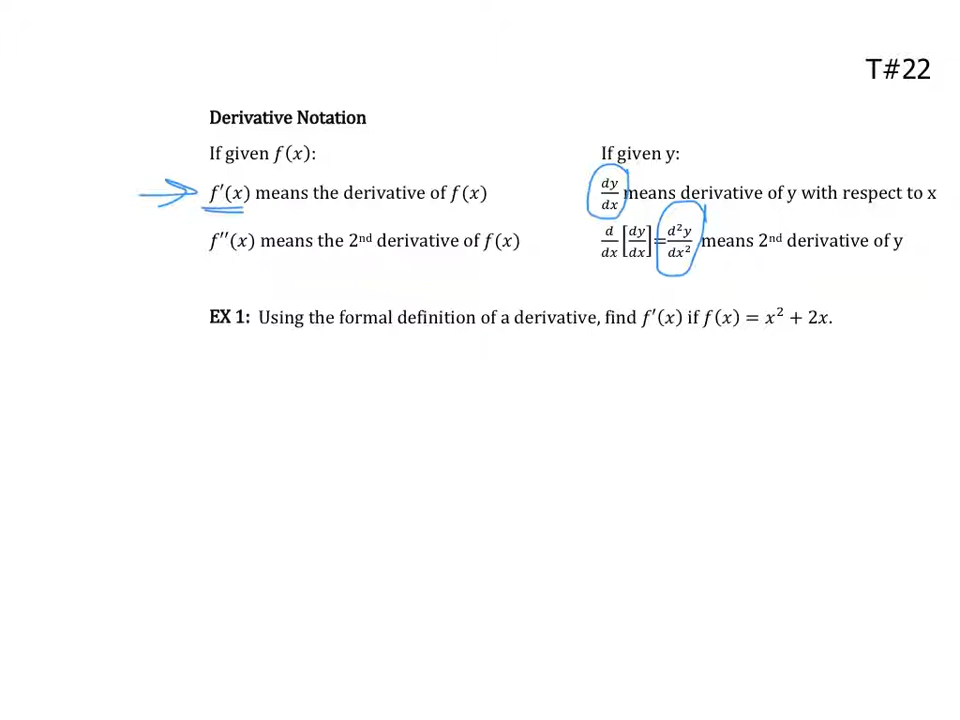 T#22
Derivative Notation
If given f(x):
f′(x) means the derivative of f(x)
f′′(x) means the 2nd derivative of f(x)
If given y:
dy/dx means derivative of y with respect to x
d/dx [dy/dx] = d²y/dx² means 2nd derivative of y
EX 1: Using the formal definition of a derivative, find f′(x) if f(x) = x² + 2x.